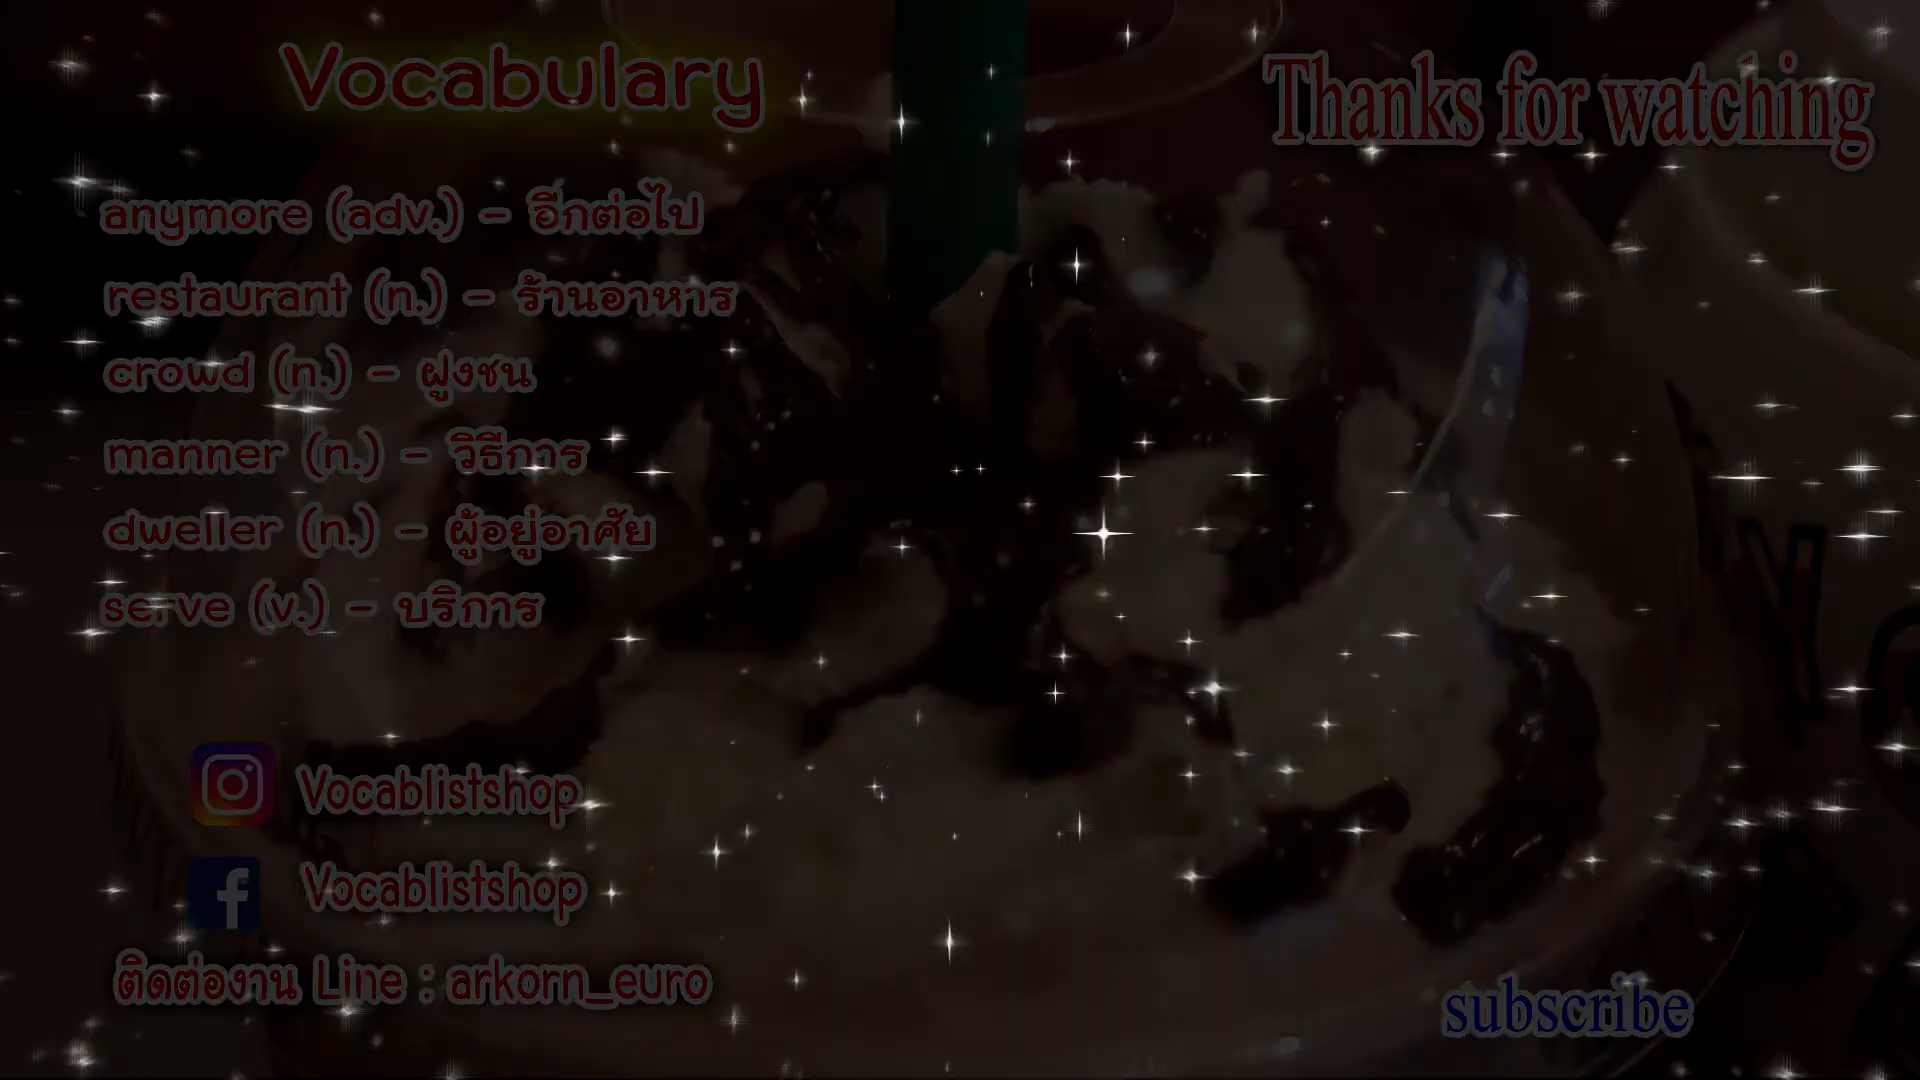 Vocabulary
Thanks for watching
anymore (adv.) - อีกต่อไป
restaurant (n.) - ร้านอาหาร
crowd (n.) - ฝูงชน
manner (n.) - วิธีการ
dweller (n.) - ผู้อยู่อาศัย
serve (v.) - บริการ
Vocablistshop
Vocablistshop
ติดต่องาน Line : arkorn_euro
subscribe